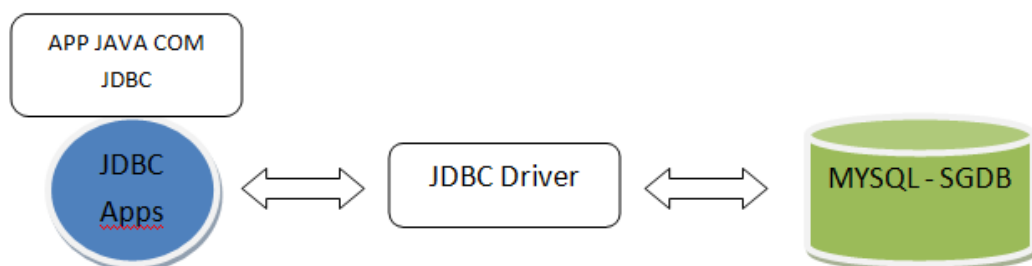 APP JAVA COM
JDBC
JDBC
Apps
JDBC Driver
MYSQL - SGDB